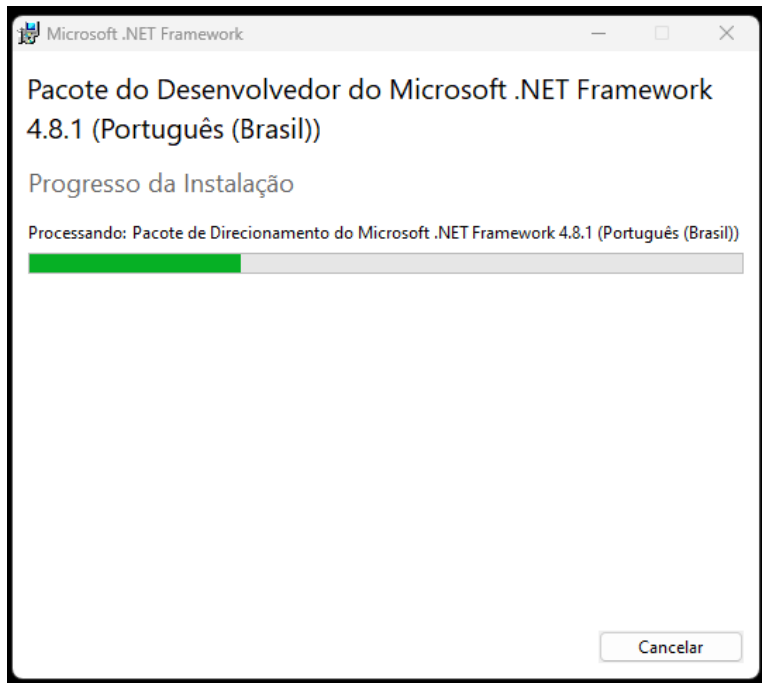 Microsoft .NET Framework
Pacote do Desenvolvedor do Microsoft .NET Framework
4.8.1 (Português (Brasil))
Progresso da Instalação
Processando: Pacote de Direcionamento do Microsoft .NET Framework 4.8.1 (Português (Brasil))
Cancelar